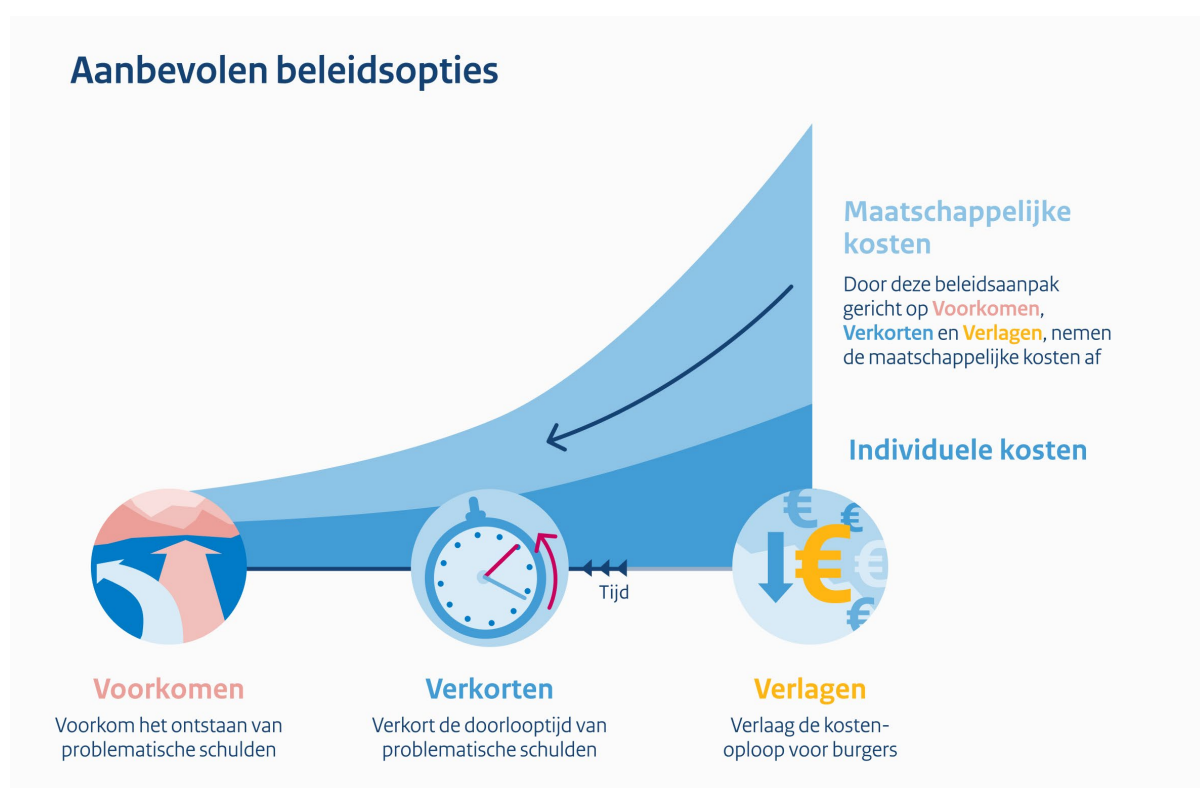 Aanbevolen beleidsopties
Maatschappelijke
kosten
Door deze beleidsaanpak
gericht op Voorkomen,
Verkorten en Verlagen, nemen
de maatschappelijke kosten af
Individuele kosten
€
€
€
€
€
Tijd
Voorkomen
Voorkom het ontstaan van
problematische schulden
Verkorten
Verkort de doorlooptijd van
problematische schulden
Verlagen
Verlaag de kosten-
oploop voor burgers